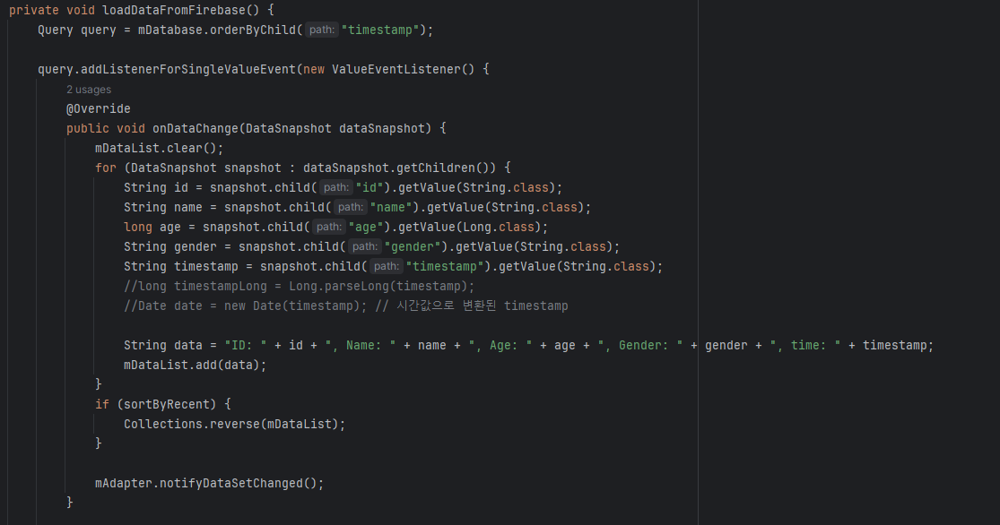 private void loadDataFromFirebase() {
Query query = mDatabase.orderByChild( path: "timestamp");
query.addListenerForSingleValueEvent(new ValueEventListener() {
2 usages
@Override
public void onDataChange(DataSnapshot dataSnapshot) {
mDataList.clear();
for (DataSnapshot snapshot : dataSnapshot.getChildren()) {
String id = snapshot.child( path: "id").getValue(String.class);
String name = snapshot.child( path: "name").getValue(String.class);
long age = snapshot.child( path: "age").getValue(Long.class);
String gender = snapshot.child( path: "gender").getValue(String.class);
String timestamp = snapshot.child( path: "timestamp").getValue(String.class);
//long timestampLong = Long.parseLong(timestamp);
//Date date = new Date(timestamp); // 시간값으로 변환된 timestamp
String data = "ID: " + id + ", Name: " + name + ", Age: " + age + ", Gender: " + gender + ", time: " + timestamp;
mDataList.add(data);
}
if (sortByRecent) {
Collections.reverse(mDataList);
}
mAdapter.notifyDataSetChanged();
}